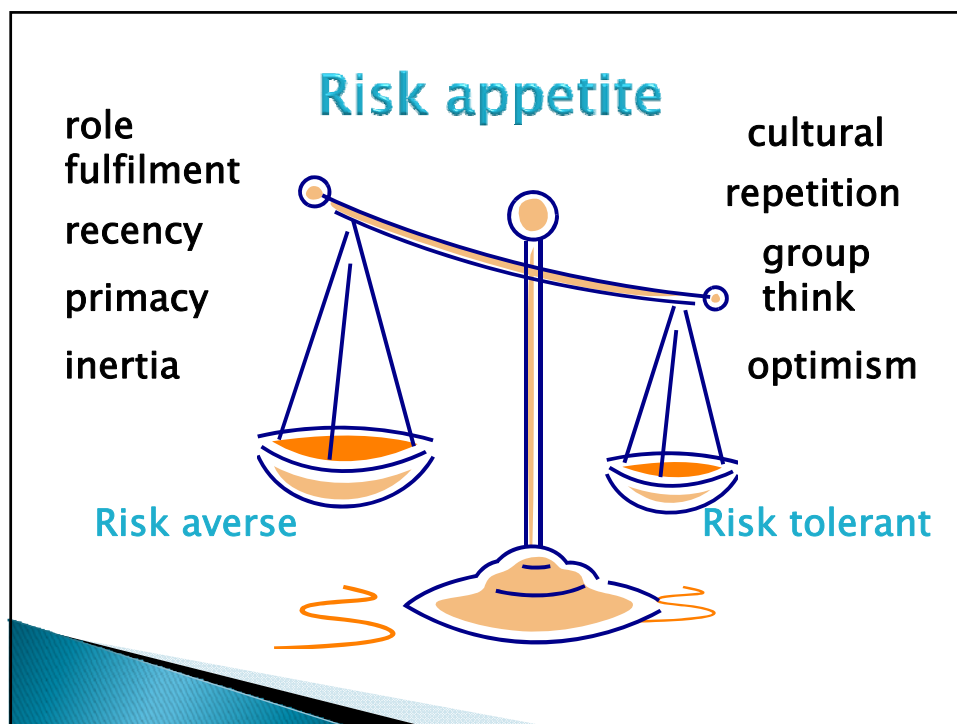 Risk appetite
role
fulfilment
recency
primacy
inertia
cultural
repetition
group
think
optimism
Risk averse
Risk tolerant